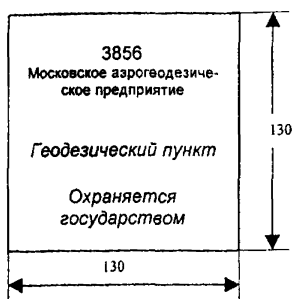 3856
Московское аэрогеодезиче-
ское предприятие
Геодезический пункт
Охраняется
государством
130
130